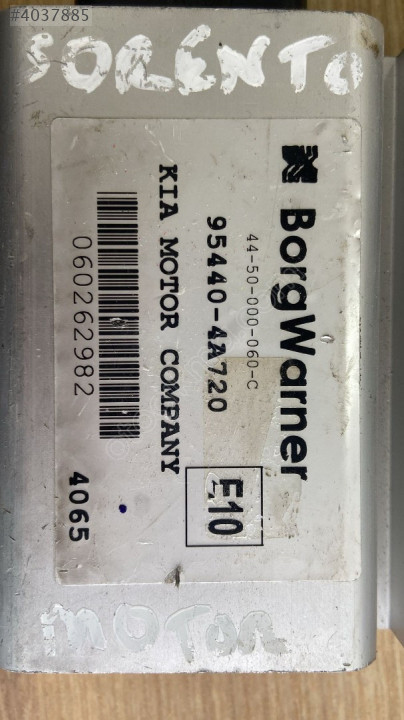 #4037885
SORENTO
BorgWarner
44-50-000-060-C
95440-4A720
E10
KIA MOTOR COMPANY
060262982
4065
MOTOR